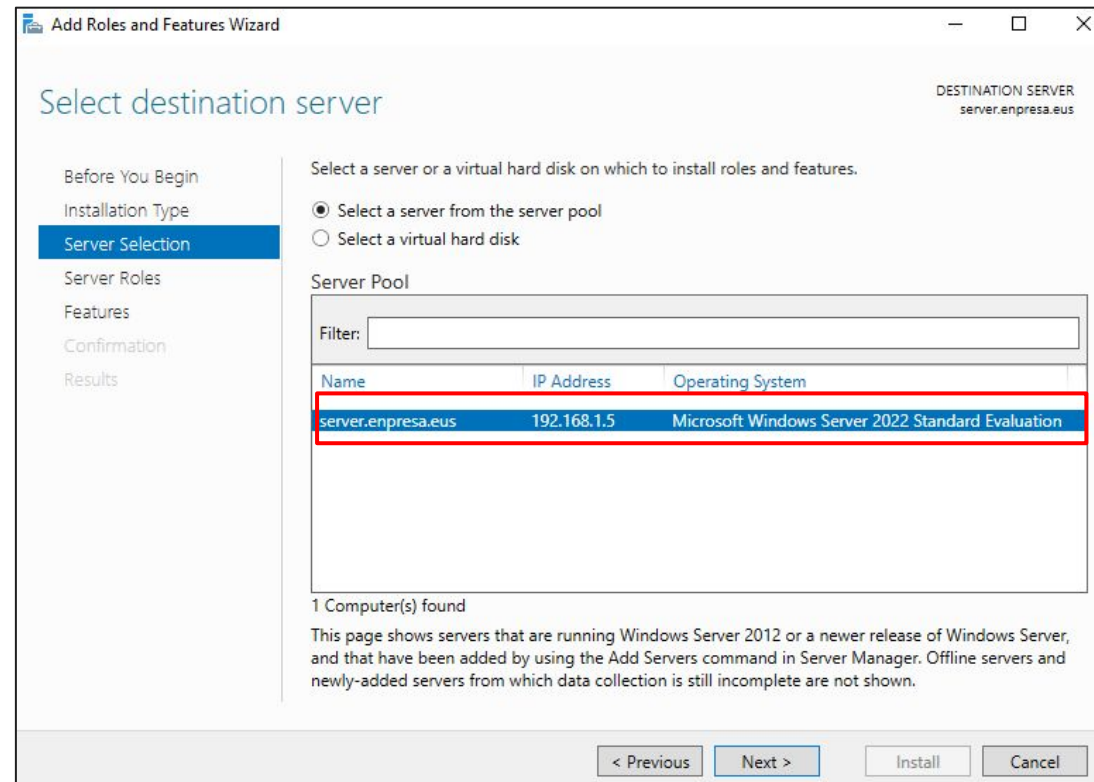 Add Roles and Features Wizard
Select destination server
DESTINATION SERVER
server.enpresa.eus
Before You Begin
Installation Type
Server Selection
Server Roles
Features
Confirmation
Results
Select a server or a virtual hard disk on which to install roles and features.
Select a server from the server pool
Select a virtual hard disk
Server Pool
Filter:
Name IP Address Operating System
server.enpresa.eus 192.168.1.5 Microsoft Windows Server 2022 Standard Evaluation
1 Computer(s) found
This page shows servers that are running Windows Server 2012 or a newer release of Windows Server,
and that have been added by using the Add Servers command in Server Manager. Offline servers and
newly-added servers from which data collection is still incomplete are not shown.
< Previous Next > Install Cancel